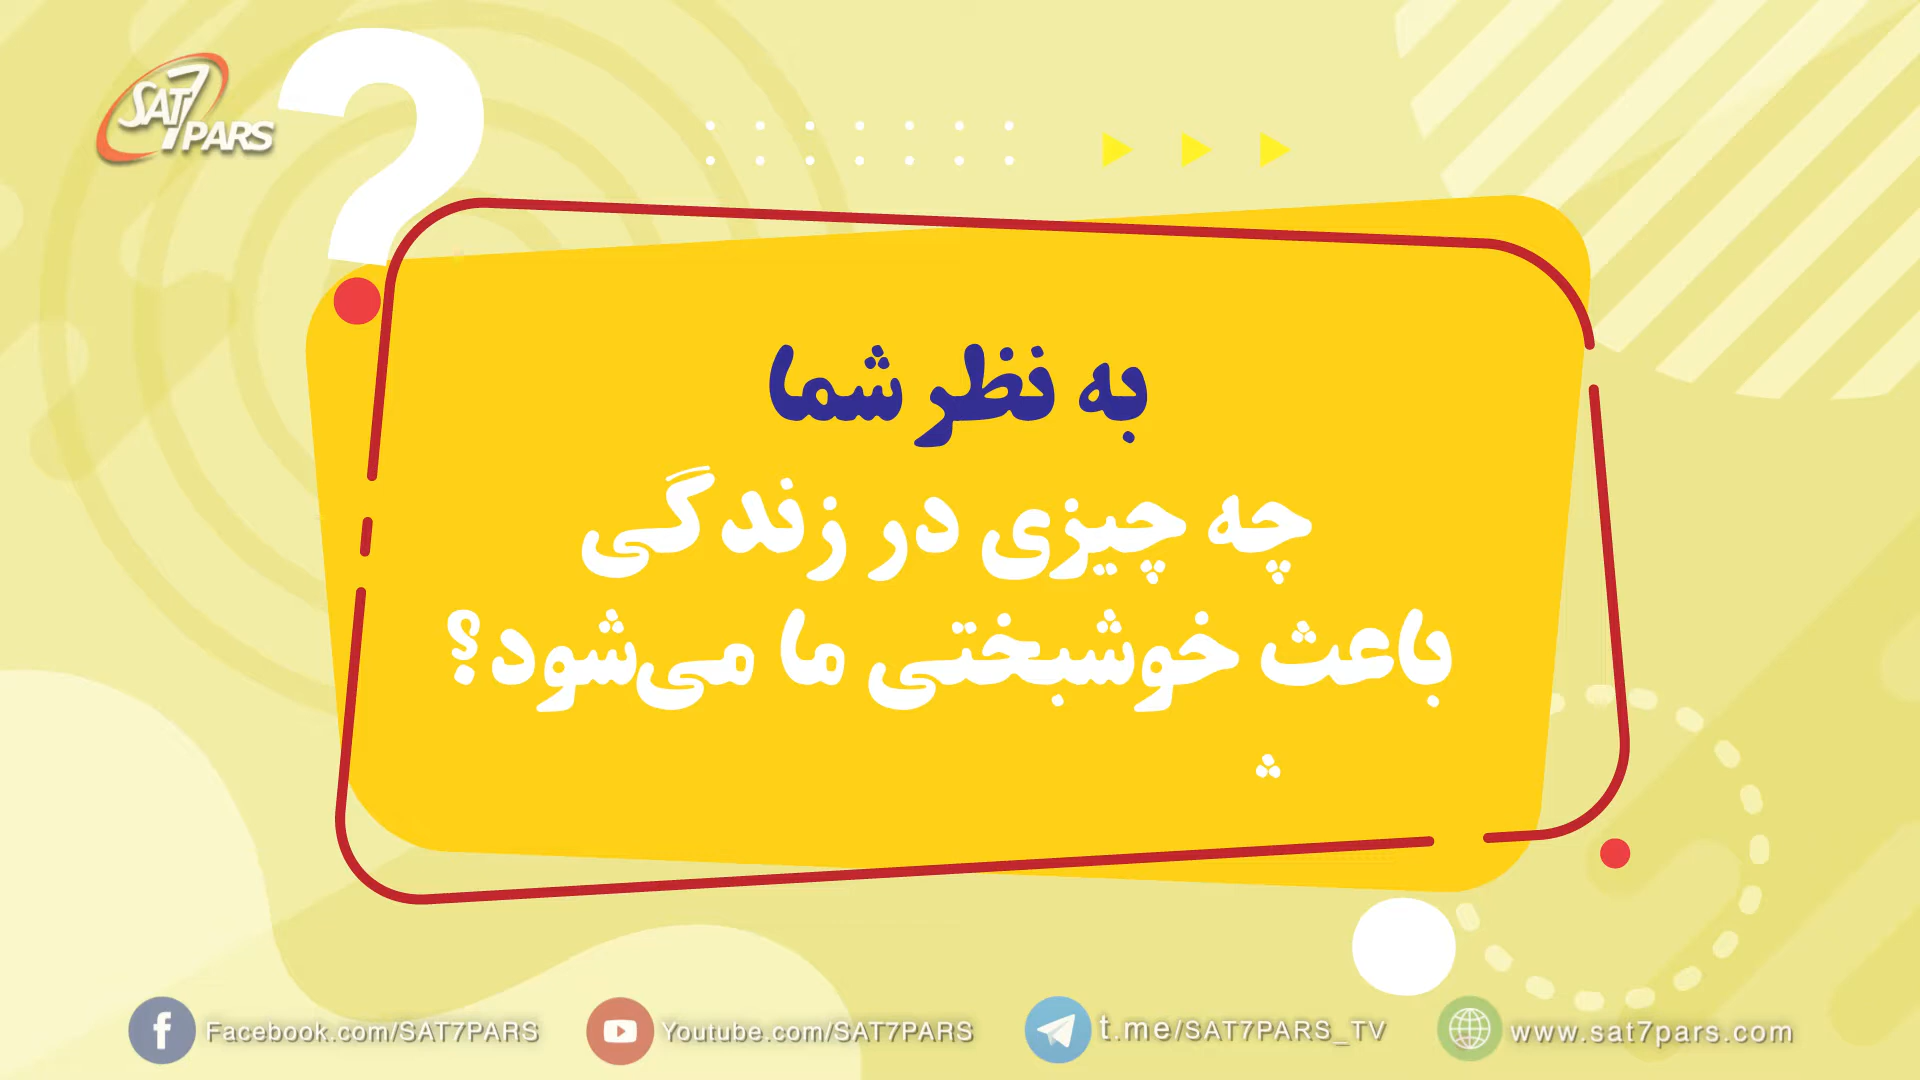 SAT7 PARS
?
به نظر شما
چه چیزی در زندگی
باعث خوشبختی ما می‌شود؟
Facebook.com/SAT7PARS
Youtube.com/SAT7PARS
t.me/SAT7PARS_TV
www.sat7pars.com